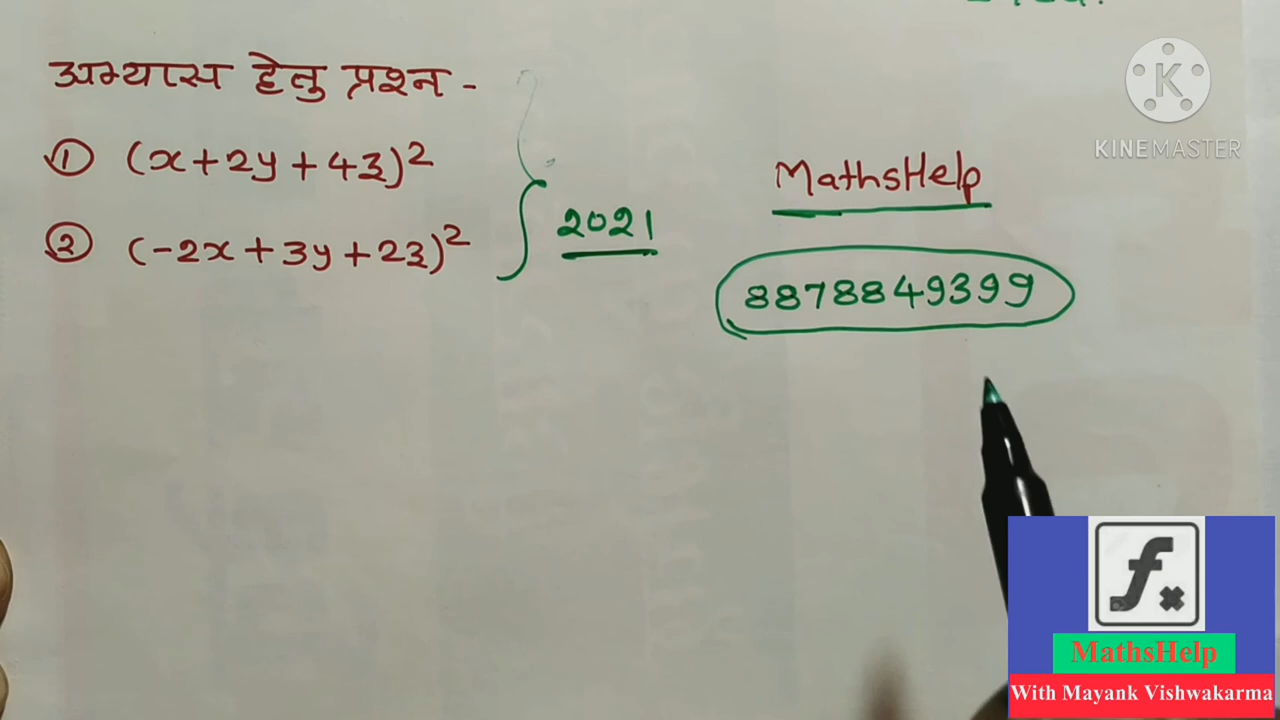 अभ्यास हेतु प्रश्न -
① (x+2y+4z)²
② (-2x+3y+2z)²
2021
MathsHelp
8878849399
KINEMASTER
MathsHelp
With Mayank Vishwakarma